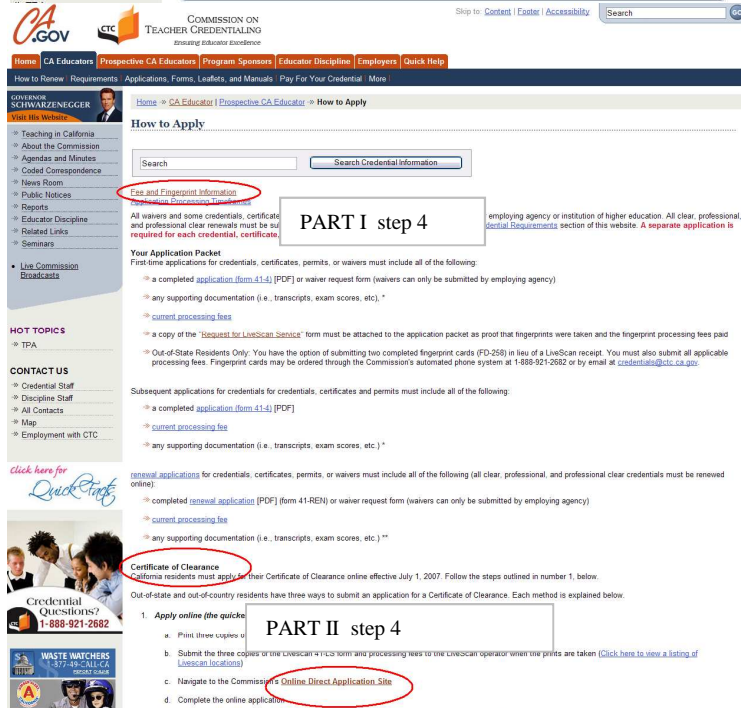 CA
.GOV
CTC
COMMISSION ON
TEACHER CREDENTIALING
Ensuring Educator Excellence
Skip to: Content | Footer | Accessibility
Search
Home CA Educators Prospective CA Educators Program Sponsors Educator Discipline Employers Quick Help
How to Renew | Requirements | Applications, Forms, Leaflets, and Manuals | Pay For Your Credential | More
GOVERNOR
SCHWARZENEGGER
Visit His Website
Teaching in California
About the Commission
Agendas and Minutes
Coded Correspondence
News Room
Public Notices
Reports
Educator Discipline
Related Links
Seminars
Live Commission
Broadcasts
HOT TOPICS
TPA
CONTACT US
Credential Staff
Discipline Staff
All Contacts
Map
Employment with CTC
Click here for
Quick Facts
Credential
Questions?
CTC 1-888-921-2682
WASTE WATCHERS
1-877-49-CALL-CA
Home » CA Educator | Prospective CA Educator » How to Apply
How to Apply
Search Search Credential Information
Fee and Fingerprint Information
Application Processing Timeframes
PART I step 4
All waivers and some credentials, certificate employing agency or institution of higher education. All clear, professional,
and professional clear renewals must be su dential Requirements section of this website. A separate application is
required for each credential, certificate,
Your Application Packet
First-time applications for credentials, certificates, permits, or waivers must include all of the following:
a completed application (form 41-4) [PDF] or waiver request form (waivers can only be submitted by employing agency)
any supporting documentation (i.e., transcripts, exam scores, etc), *
current processing fees
a copy of the "Request for LiveScan Service" form must be attached to the application packet as proof that fingerprints were taken and the fingerprint processing fees paid
Out-of-State Residents Only: You have the option of submitting two completed fingerprint cards (FD-258) in lieu of a LiveScan receipt. You must also submit all applicable
processing fees. Fingerprint cards may be ordered through the Commission's automated phone system at 1-888-921-2682 or by email at credentials@ctc.ca.gov.
Subsequent applications for credentials for credentials, certificates and permits must include all of the following:
a completed application (form 41-4) [PDF]
current processing fee
any supporting documentation (i.e., transcripts, exam scores, etc.) *
renewal applications for credentials, certificates, permits, or waivers must include all of the following (all clear, professional, and professional clear credentials must be renewed
online):
completed renewal application [PDF] (form 41-REN) or waiver request form (waivers can only be submitted by employing agency)
current processing fee
any supporting documentation (i.e., transcripts, exam scores, etc.) **
Certificate of Clearance
California residents must apply for their Certificate of Clearance online effective July 1, 2007. Follow the steps outlined in number 1, below.
Out-of-state and out-of-country residents have three ways to submit an application for a Certificate of Clearance. Each method is explained below.
1. Apply online (the quicke
PART II step 4
a. Print three copies o
b. Submit the three copies of the Livescan 41-LS form and processing fees to the LiveScan operator when the prints are taken (Click here to view a listing of
Livescan locations)
c. Navigate to the Commission's Online Direct Application Site
d. Complete the online application